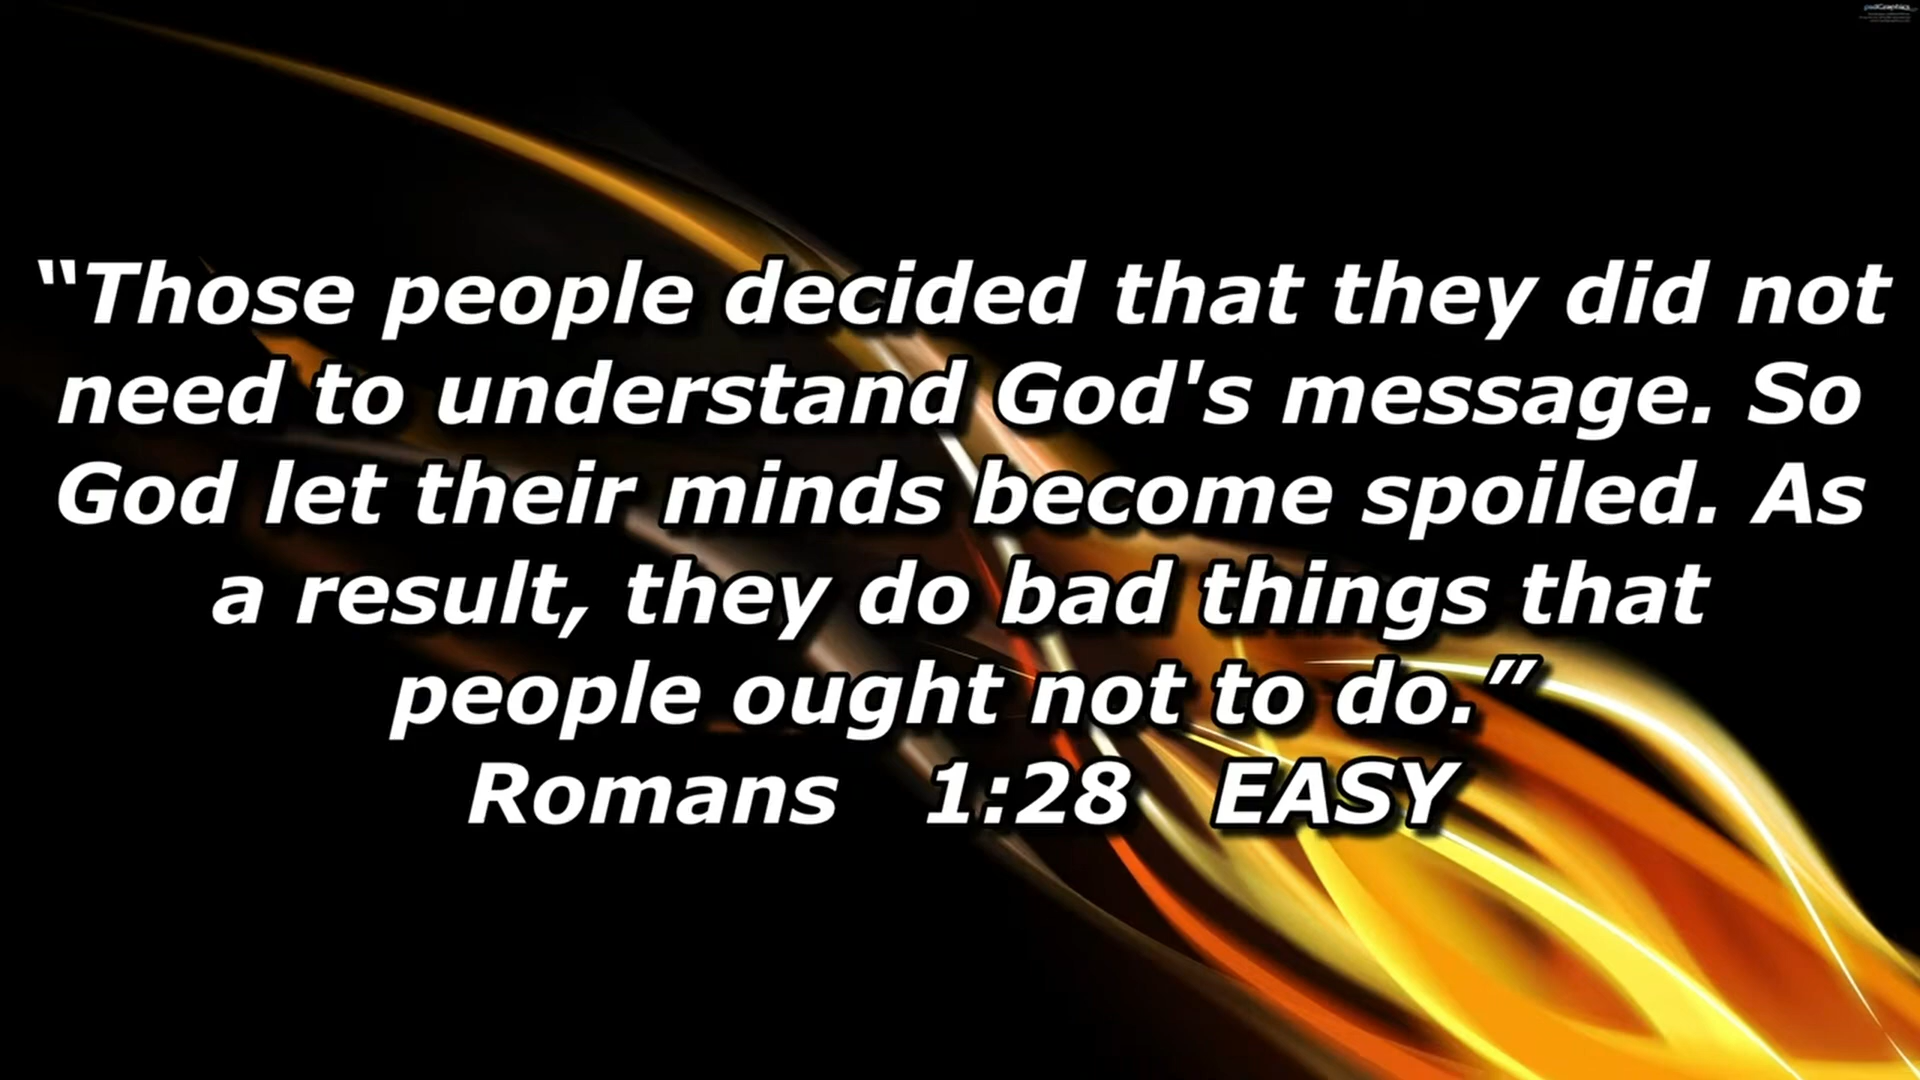 psdGraphics
“Those people decided that they did not
need to understand God's message. So
God let their minds become spoiled. As
a result, they do bad things that
people ought not to do.”
Romans 1:28 EASY